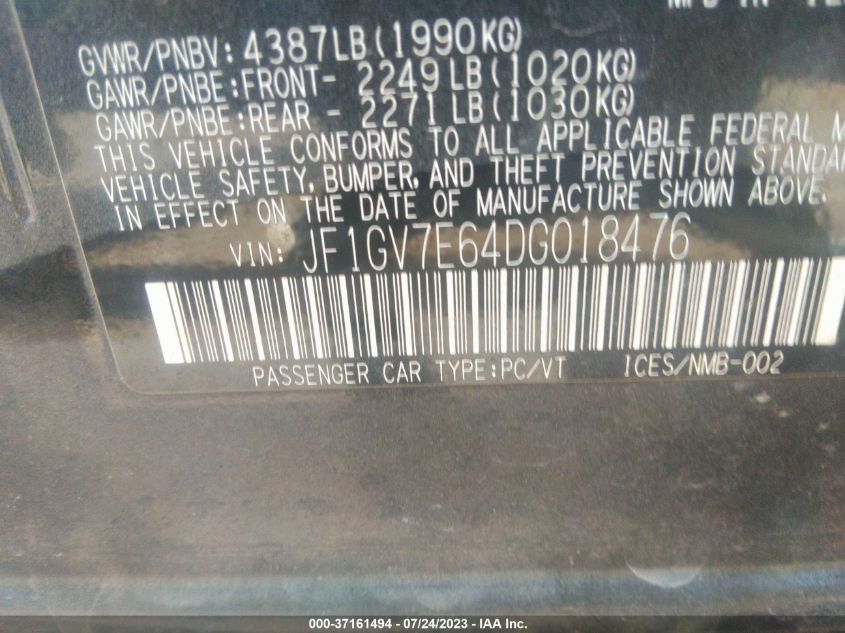 GVWR/PNBV: 4387LB(1990KG)
GAWR/PNBE:FRONT- 2249LB(1020KG)
GAWR/PNBE:REAR - 2271LB(1030KG)
THIS VEHICLE CONFORMS TO ALL APPLICABLE FEDERAL M
VEHICLE SAFETY, BUMPER, AND THEFT PREVENTION STANDA
IN EFFECT ON THE DATE OF MANUFACTURE SHOWN ABOVE.
VIN: JF1GV7E64DG018476
PASSENGER CAR TYPE:PC/VT ICES/NMB-002
000-37161494 - 07/24/2023 - IAA Inc.